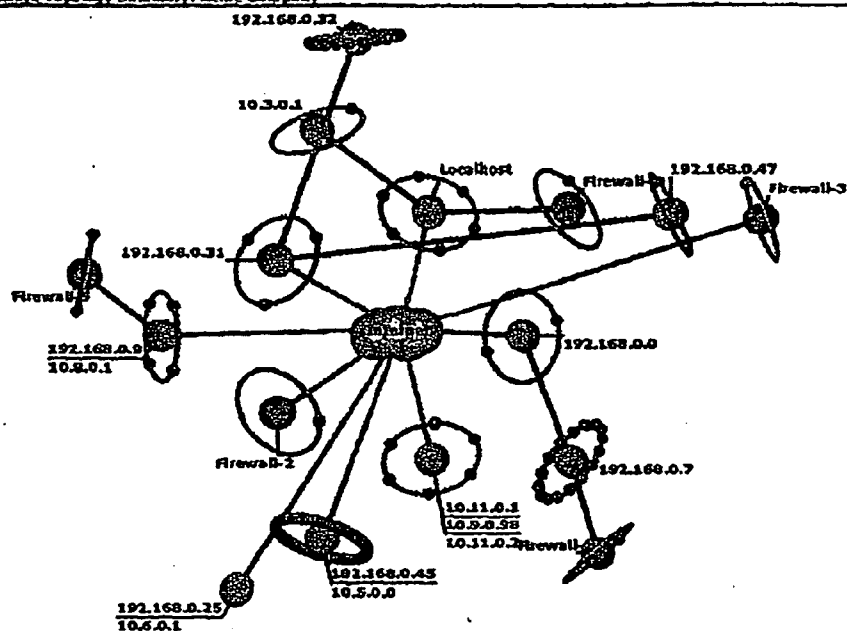 192.168.0.32
10.3.0.1
Localhost
Firewall-
192.168.0.47
Firewall-3
192.168.0.31
Firewall-5
Internet
192.168.0.9
10.8.0.1
192.168.0.0
Firewall-2
192.168.0.7
10.11.0.1
10.9.0.98
10.11.0.2
Firewall-
192.168.0.45
10.5.0.0
192.168.0.25
10.6.0.1